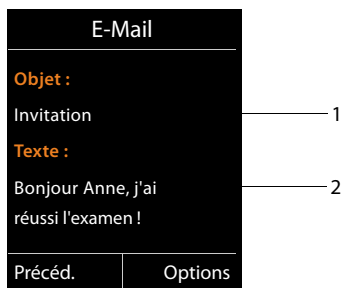 E-Mail
Objet :
Invitation
1
Texte :
Bonjour Anne, j'ai
2
réussi l'examen !
Précéd.
Options